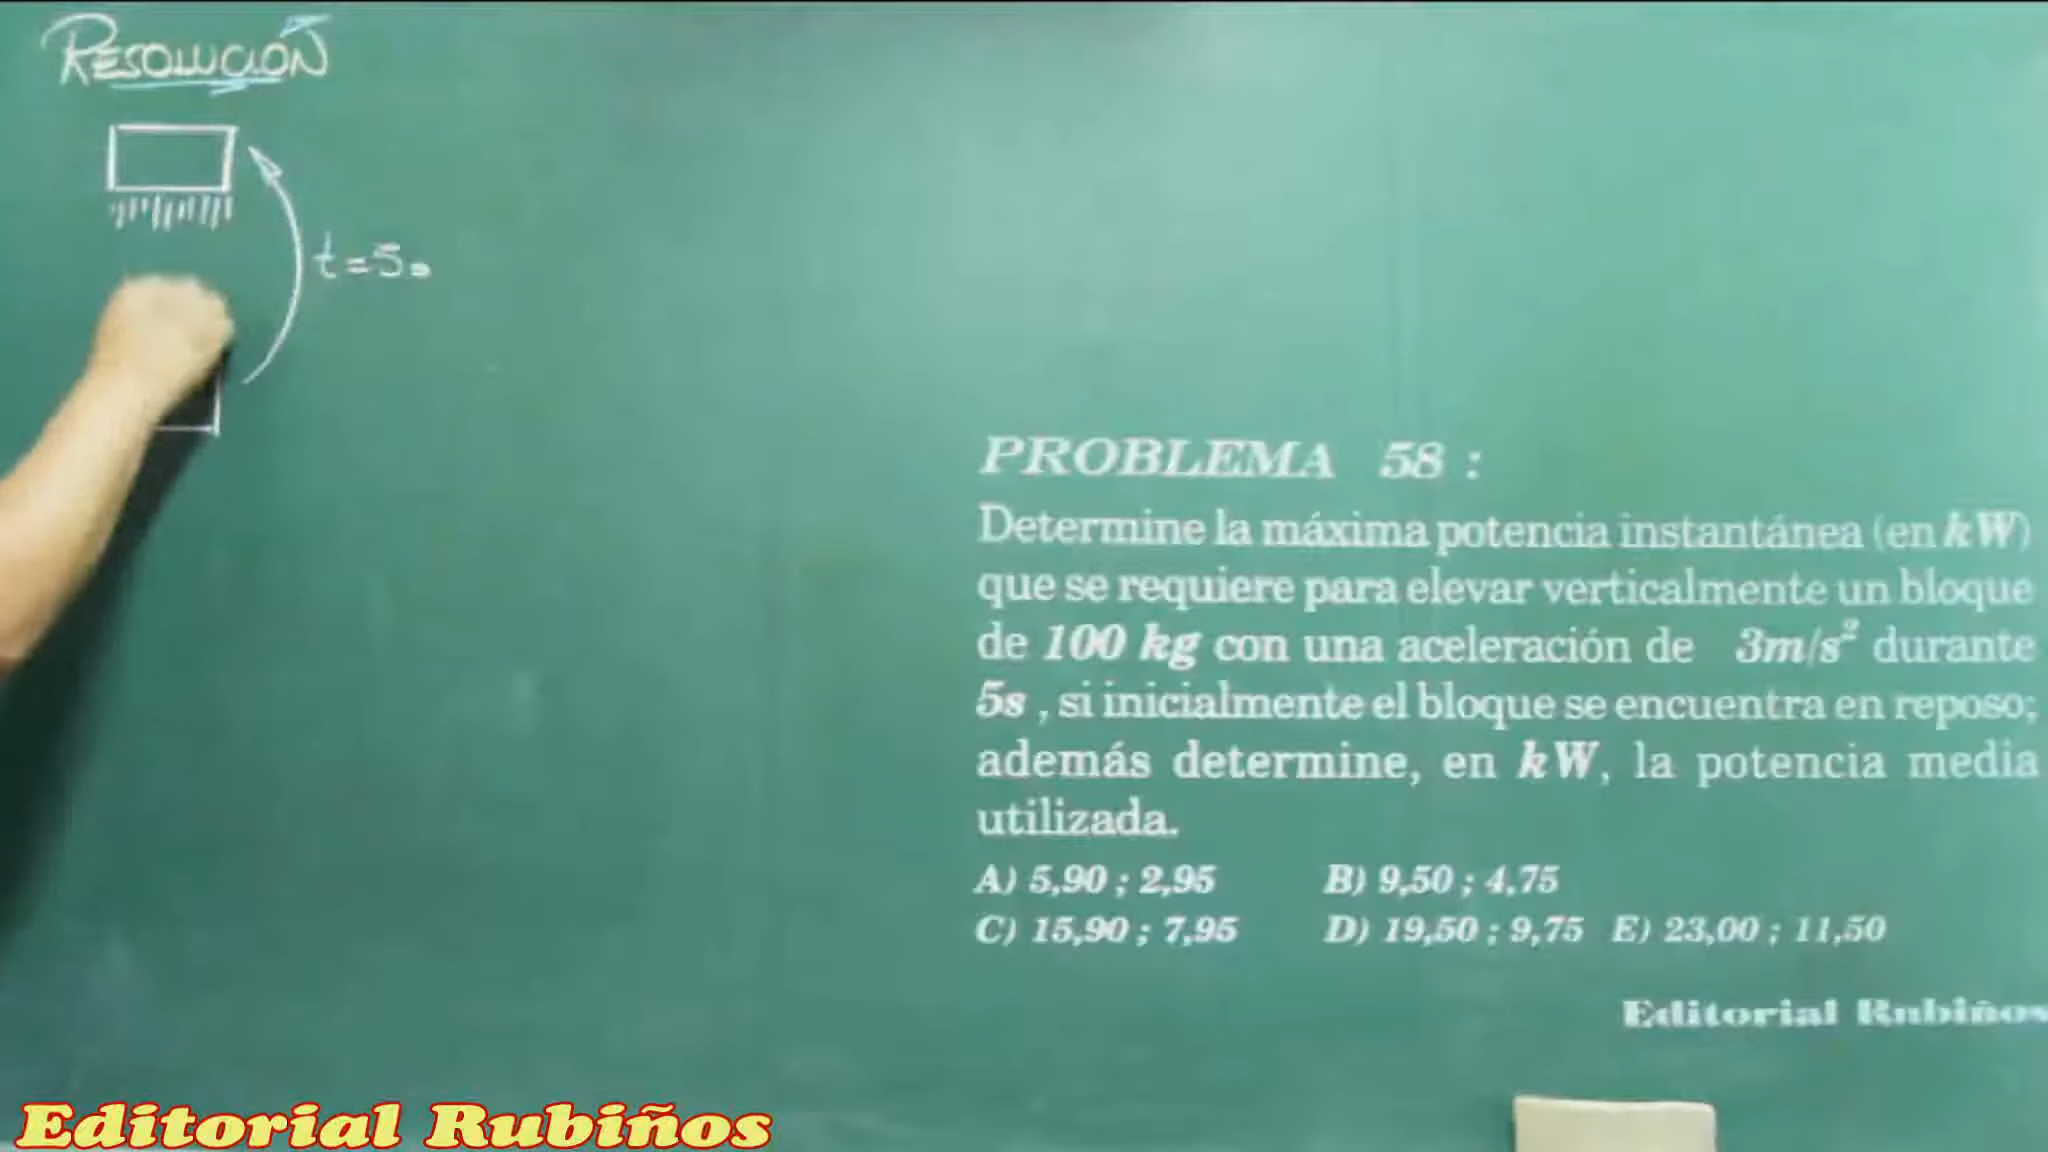 RESOLUCIÓN
t=5s
PROBLEMA 58 :
Determine la máxima potencia instantánea (en kW)
que se requiere para elevar verticalmente un bloque
de 100 kg con una aceleración de 3m/s² durante
5s , si inicialmente el bloque se encuentra en reposo;
además determine, en kW, la potencia media
utilizada.
A) 5,90 ; 2,95 B) 9,50 ; 4,75
C) 15,90 ; 7,95 D) 19,50 ; 9,75 E) 23,00 ; 11,50
Editorial Rubiños
Editorial Rubiños